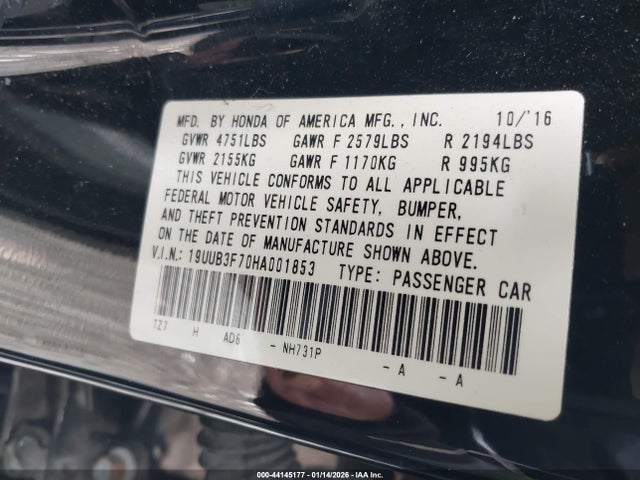 MFD. BY HONDA OF AMERICA MFG., INC. 10/'16
GVWR 4751LBS GAWR F 2579LBS R 2194LBS
GVWR 2155KG GAWR F 1170KG R 995KG
THIS VEHICLE CONFORMS TO ALL APPLICABLE
FEDERAL MOTOR VEHICLE SAFETY, BUMPER,
AND THEFT PREVENTION STANDARDS IN EFFECT
ON THE DATE OF MANUFACTURE SHOWN ABOVE.
V.I.N.: 19UUB3F70HA001853 TYPE: PASSENGER CAR
TZ7 H AD6 - NH731P - A - A
000-44145177 - 01/14/2026 - IAA Inc.